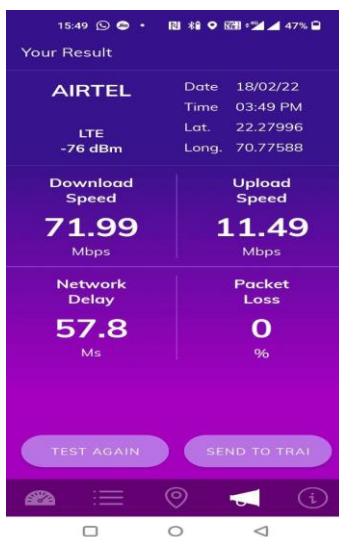 15:49 47%
Your Result
AIRTEL
LTE
-76 dBm
Date 18/02/22
Time 03:49 PM
Lat. 22.27996
Long. 70.77588
Download
Speed
71.99
Mbps
Upload
Speed
11.49
Mbps
Network
Delay
57.8
Ms
Packet
Loss
0
%
TEST AGAIN
SEND TO TRAI